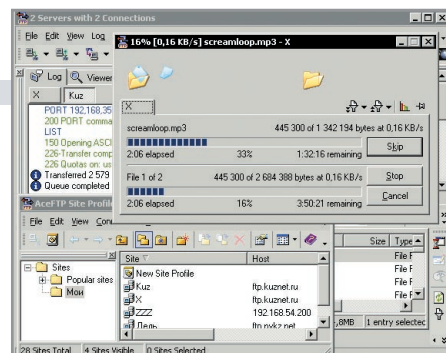 2 Servers with 2 Connections
File Edit View Log
16% [0,16 KB/s] screamloop.mp3 - X
Log Viewer
X Kuz
X
PORT 192,168,35
200 PORT comma
LIST
150 Opening ASCI
226-Transfer comp
226 Quotas on: us
Transferred 2 579
Queue completed
screamloop.mp3 445 300 of 1 342 194 bytes at 0,16 KB/s
2:06 elapsed 33% 1:32:16 remaining
Skip
File 1 of 2 445 300 of 2 684 388 bytes at 0,16 KB/s
2:06 elapsed 16% 3:50:21 remaining
Stop
Cancel
AceFTP Site Profile
File Edit View
Size Type
Sites
Popular sites
Мои
Site Host
New Site Profile
Kuz ftp.kuznet.ru
X ftp.kuznet.ru
ZZZ 192.168.54.200
День ftp.nvkz.net
File F
File F
File F
File F
,8MB 1 entry selectec
28 Sites Total 4 Sites Visible 0 Sites Selected